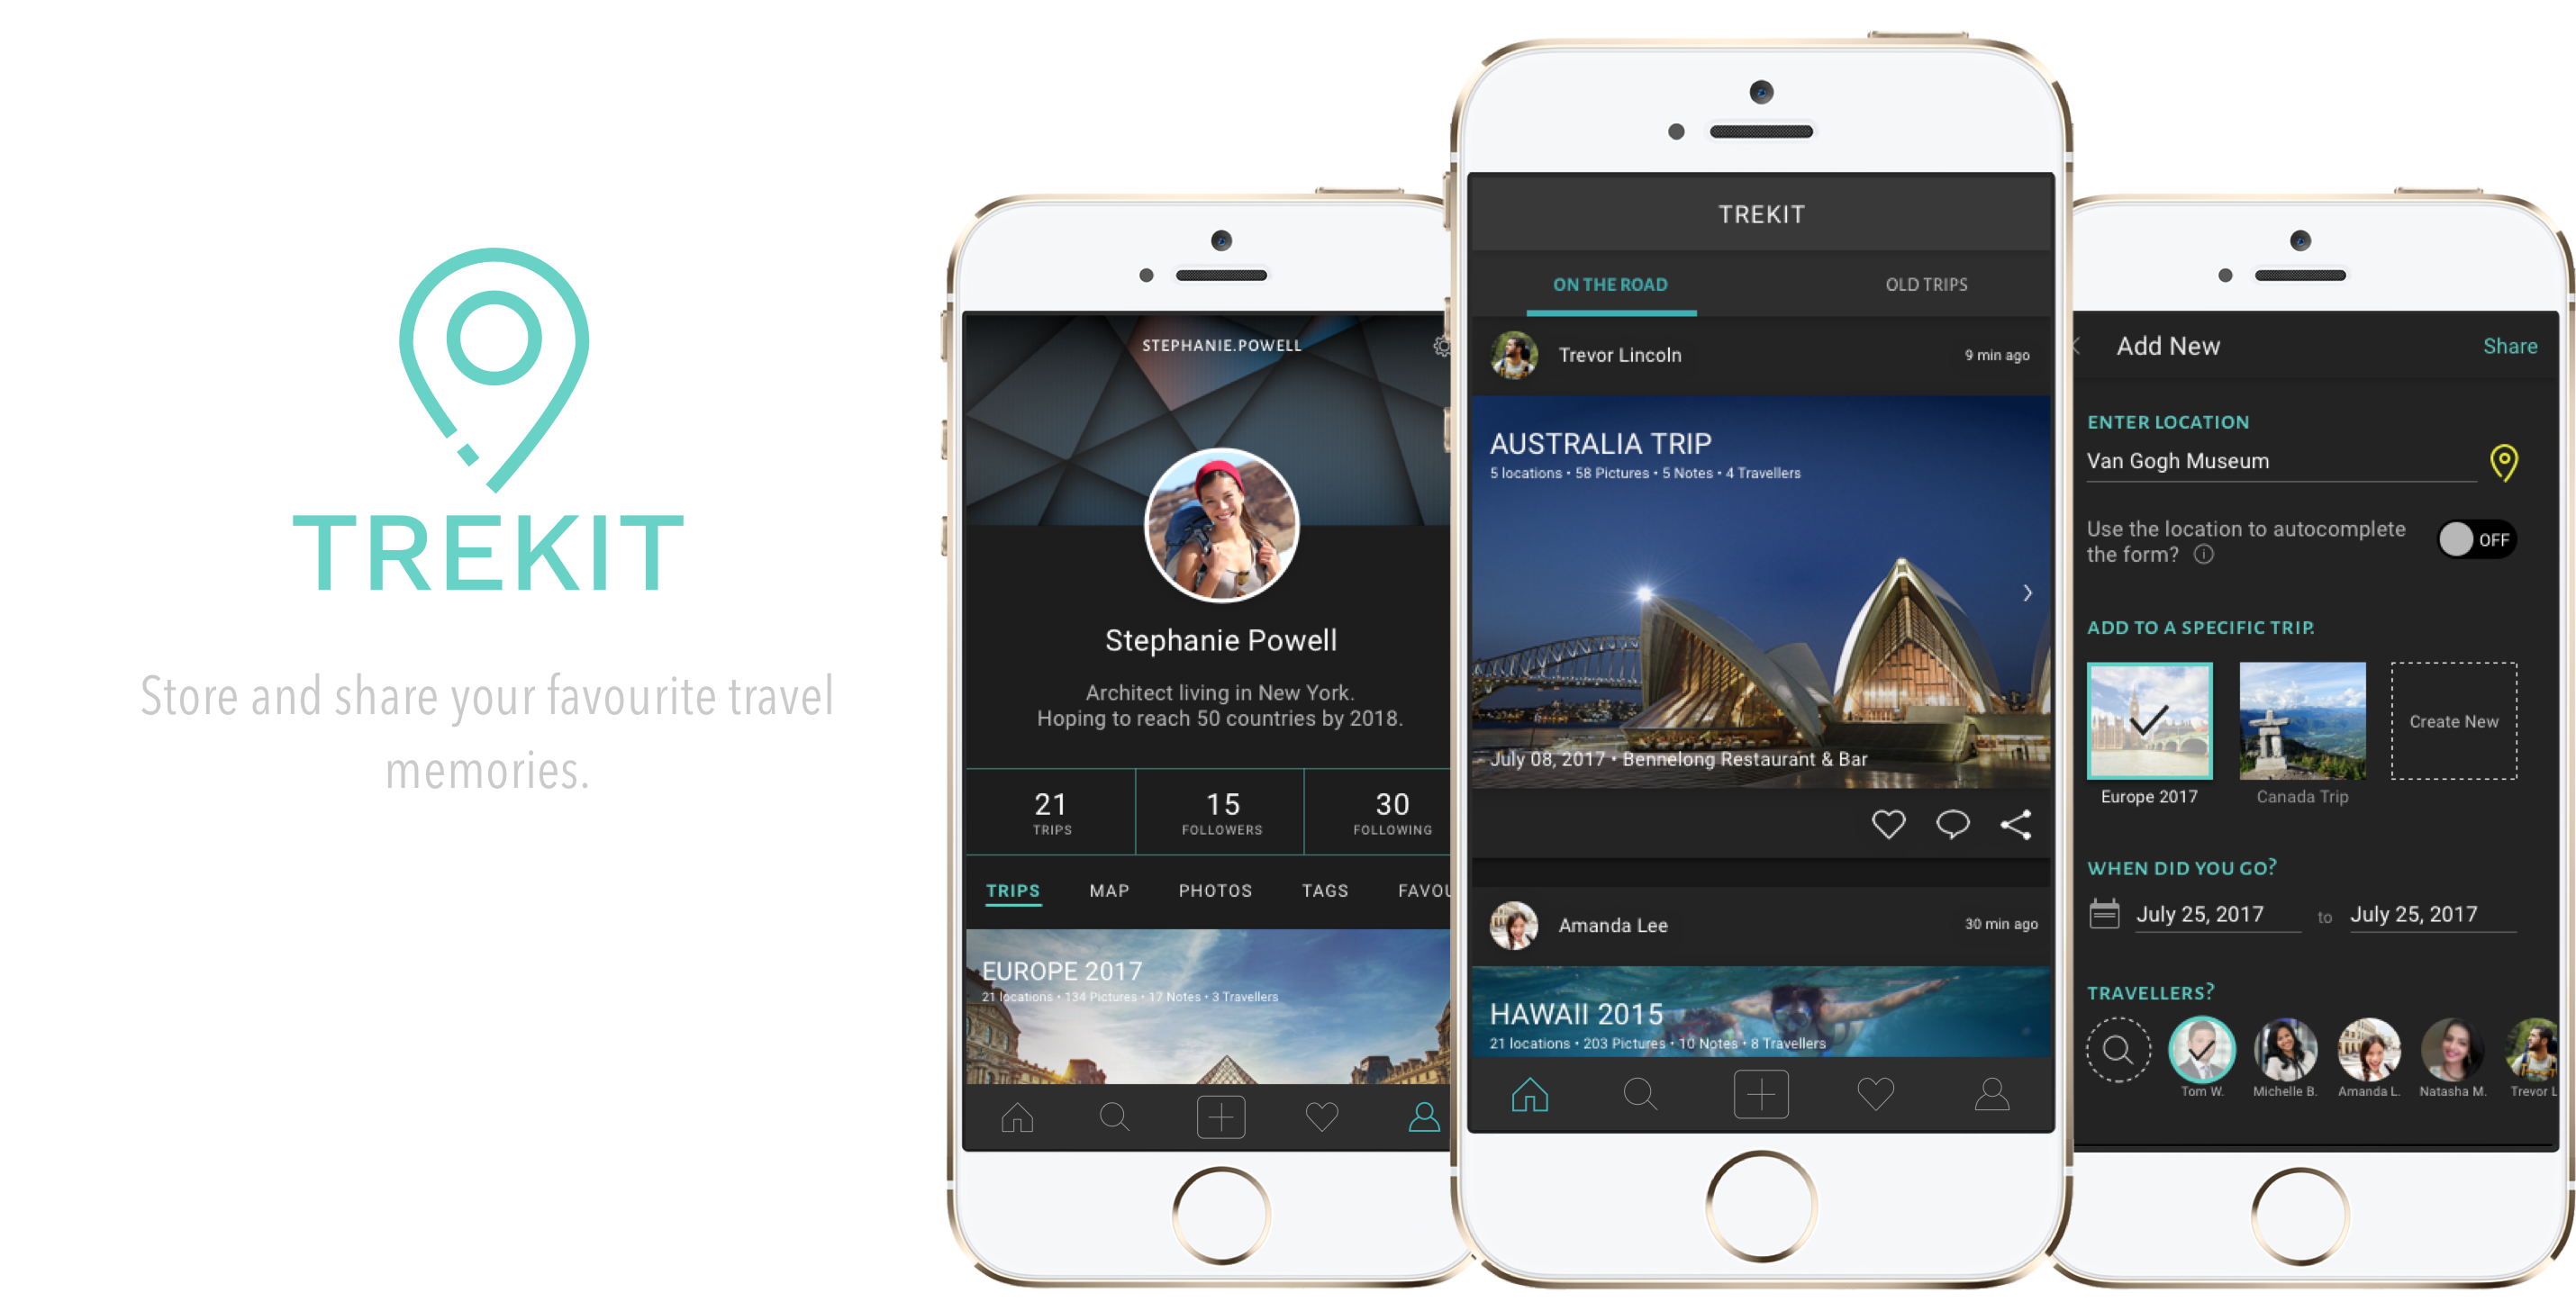 TREKIT
Store and share your favourite travel
memories.
STEPHANIE.POWELL
Stephanie Powell
Architect living in New York.
Hoping to reach 50 countries by 2018.
21
TRIPS
15
FOLLOWERS
30
FOLLOWING
TRIPS MAP PHOTOS TAGS FAVOU
EUROPE 2017
21 locations • 134 Pictures • 17 Notes • 3 Travellers
TREKIT
ON THE ROAD OLD TRIPS
Trevor Lincoln 9 min ago
AUSTRALIA TRIP
5 locations • 58 Pictures • 5 Notes • 4 Travellers
July 08, 2017 • Bennelong Restaurant & Bar
Amanda Lee 30 min ago
HAWAII 2015
21 locations • 203 Pictures • 10 Notes • 8 Travellers
Add New Share
ENTER LOCATION
Van Gogh Museum
Use the location to autocomplete
the form?
OFF
ADD TO A SPECIFIC TRIP.
Create New
Europe 2017 Canada Trip
WHEN DID YOU GO?
July 25, 2017 to July 25, 2017
TRAVELLERS?
Tom W. Michelle B. Amanda L. Natasha M. Trevor L